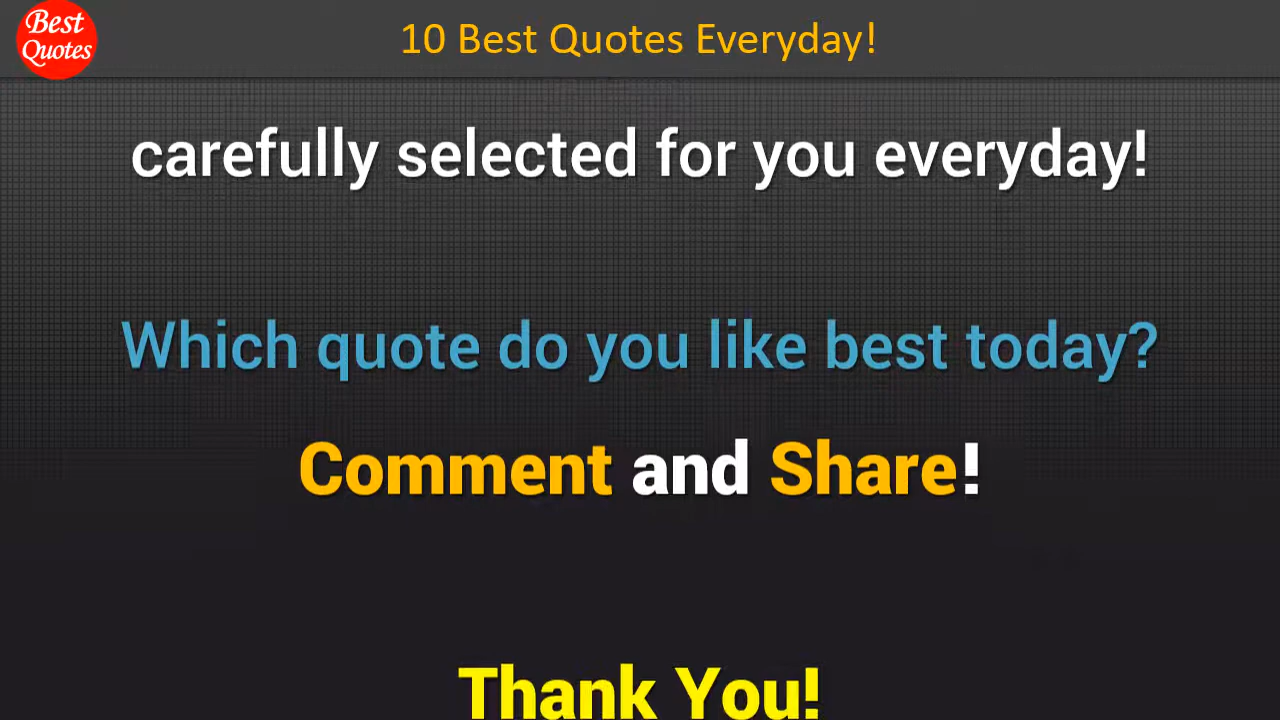 Best
Quotes
10 Best Quotes Everyday!
carefully selected for you everyday!
Which quote do you like best today?
Comment and Share!
Thank You!